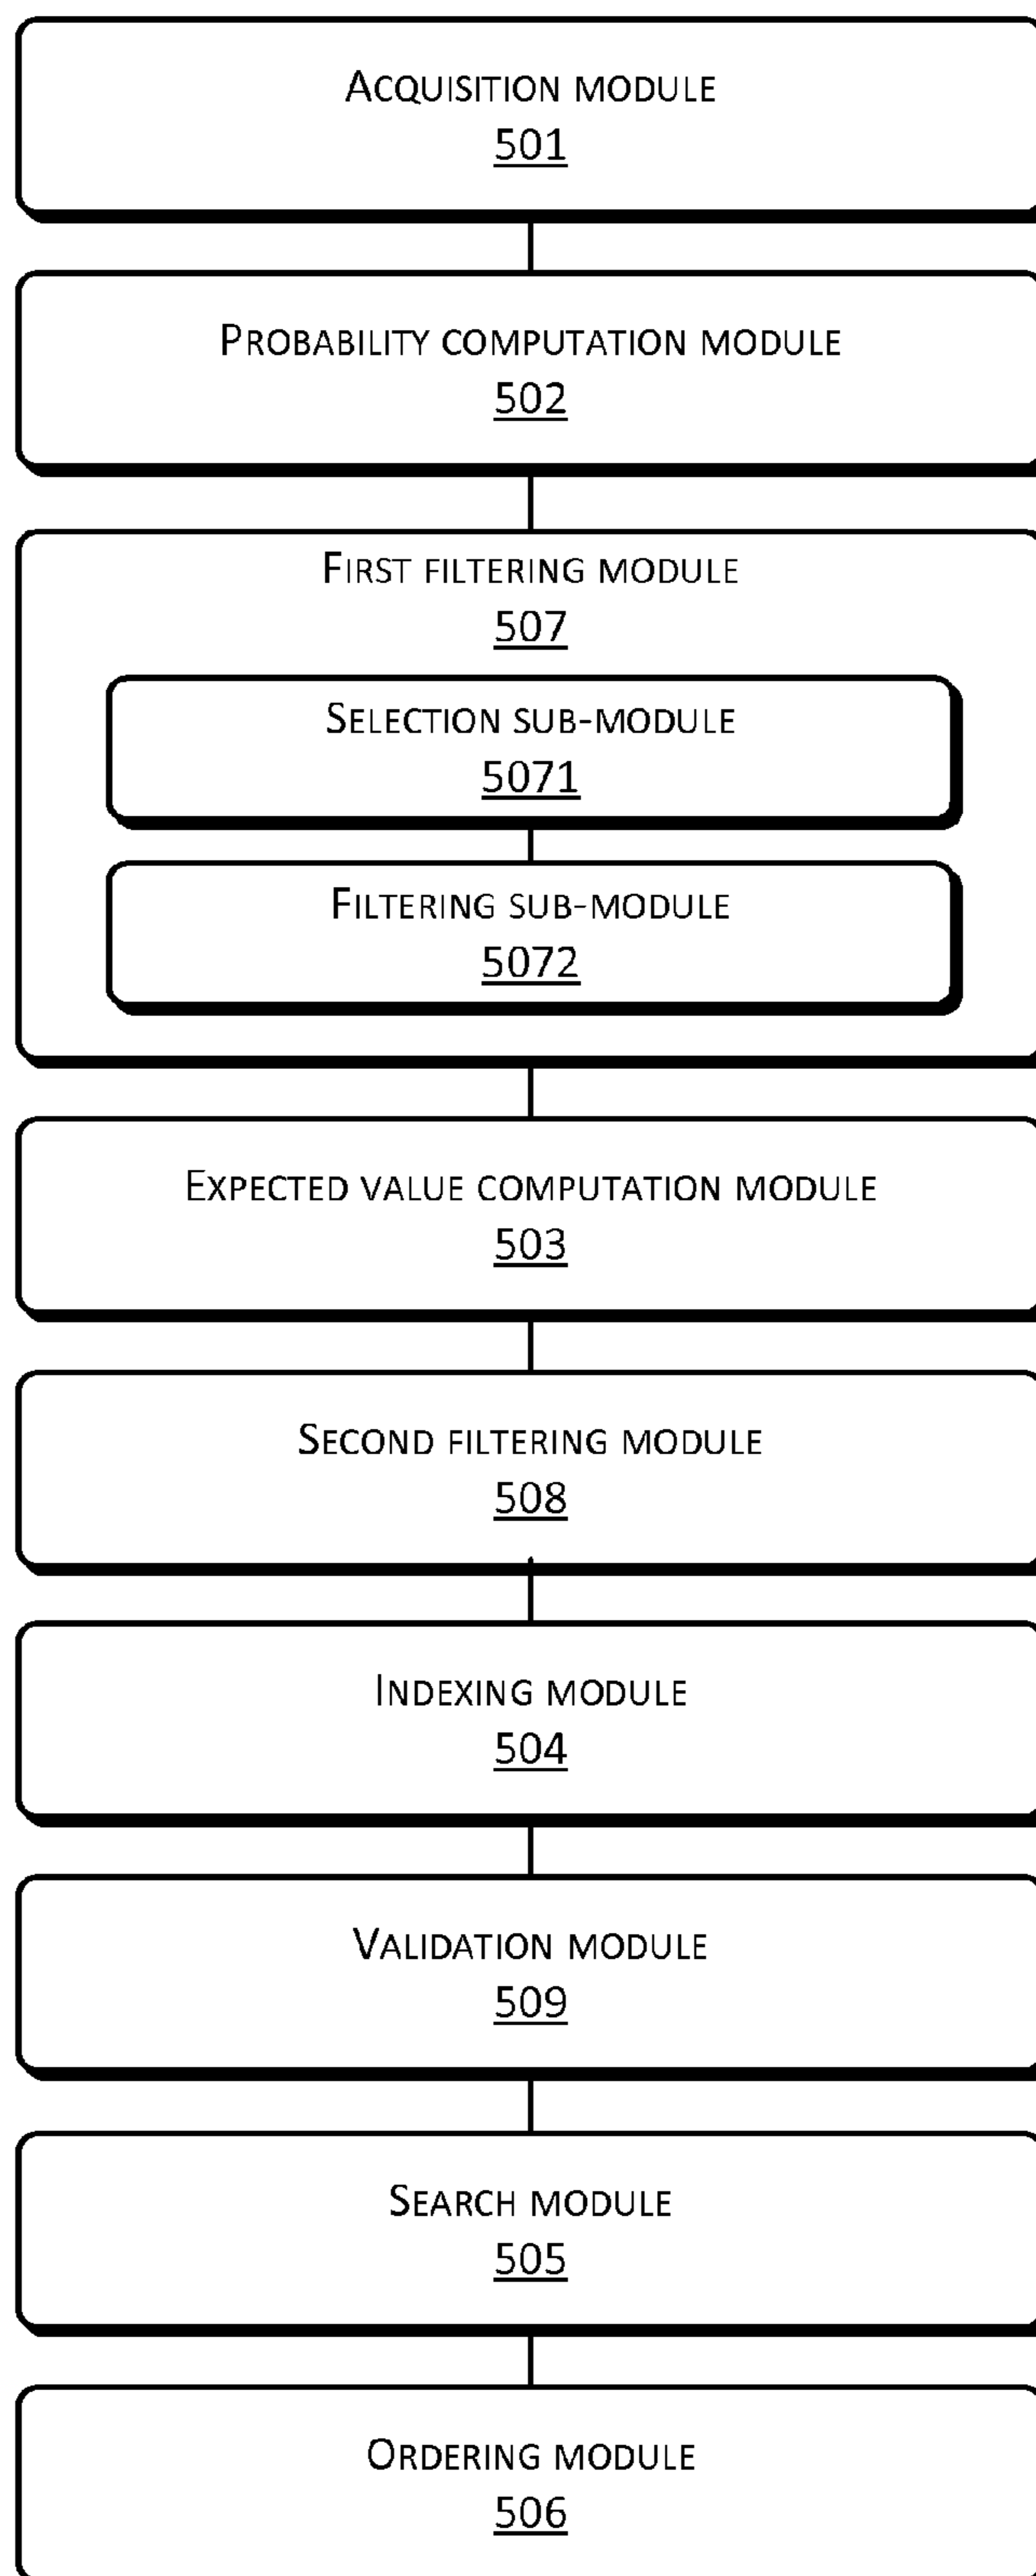 Acquisition module
501
Probability computation module
502
First filtering module
507
Selection sub-module
5071
Filtering sub-module
5072
Expected value computation module
503
Second filtering module
508
Indexing module
504
Validation module
509
Search module
505
Ordering module
506